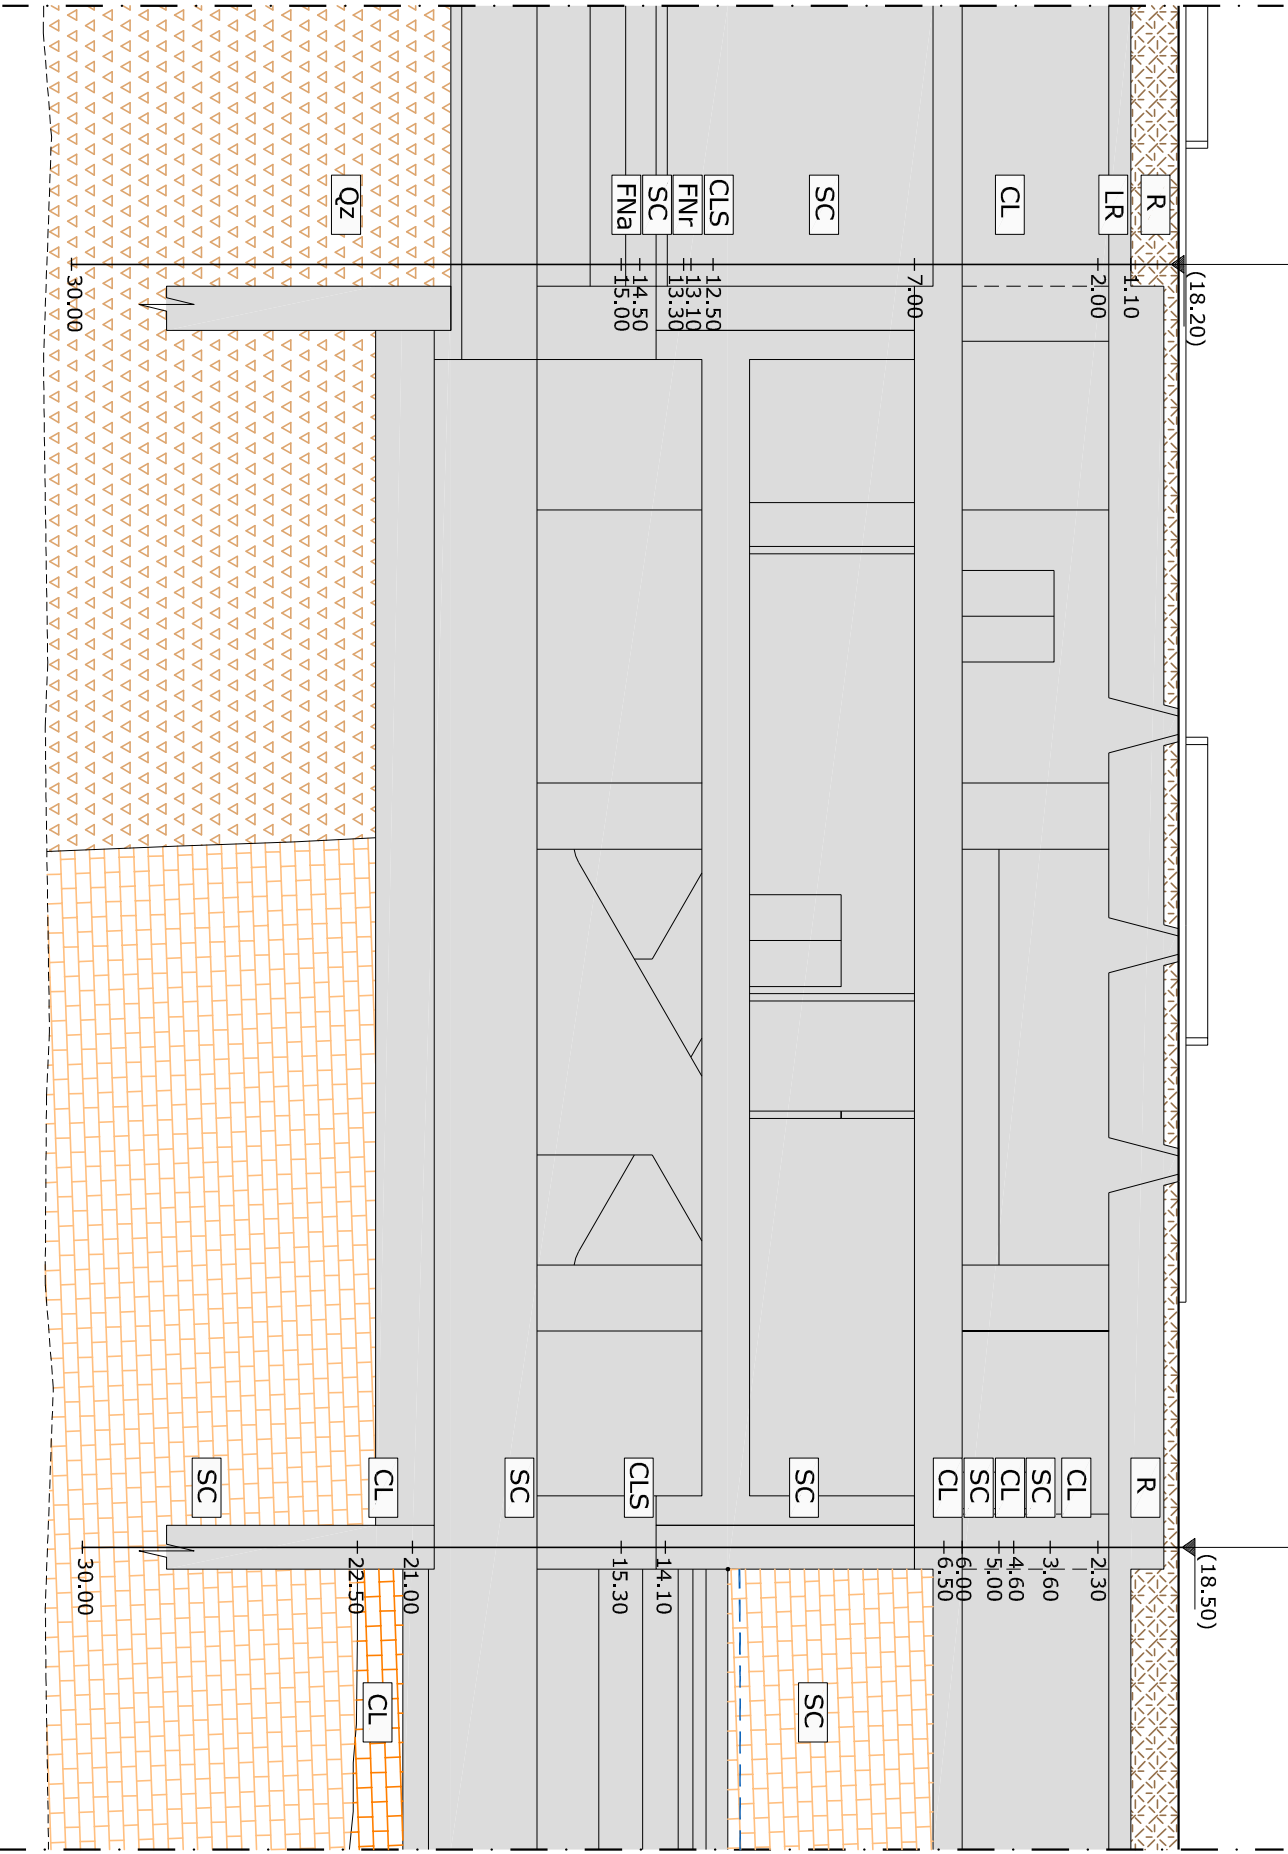 (18.20)
R
LR
CL
SC
CLS
FNr
SC
FNa
Qz
1.10
2.00
7.00
12.50
13.10
13.30
14.50
15.00
30.00
(18.50)
R
CL
SC
CL
SC
CL
SC
CLS
SC
CL
SC
2.30
3.60
4.60
5.00
6.00
6.50
14.10
15.30
21.00
22.50
30.00
SC
CL